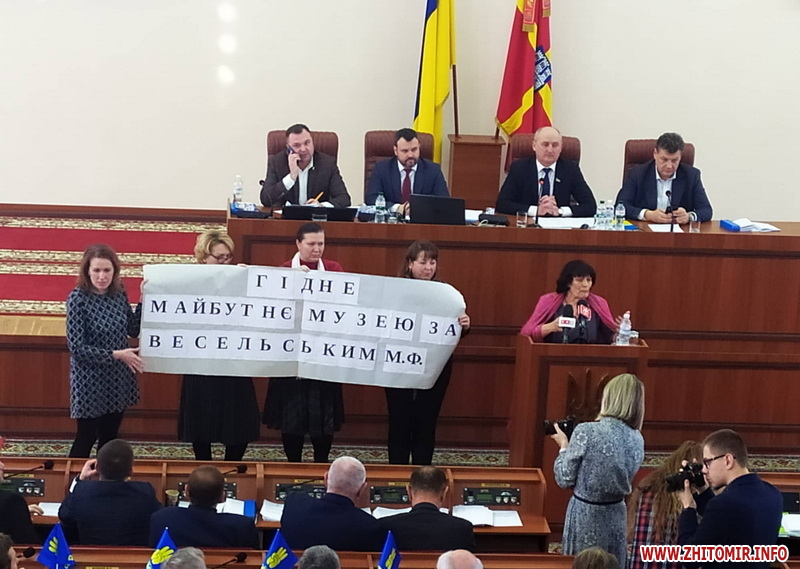 ГІДНЕ
МАЙБУТНЄ МУЗЕЮ ЗА
ВЕСЕЛЬСЬКИМ М.Ф.
WWW.ZHITOMIR.INFO